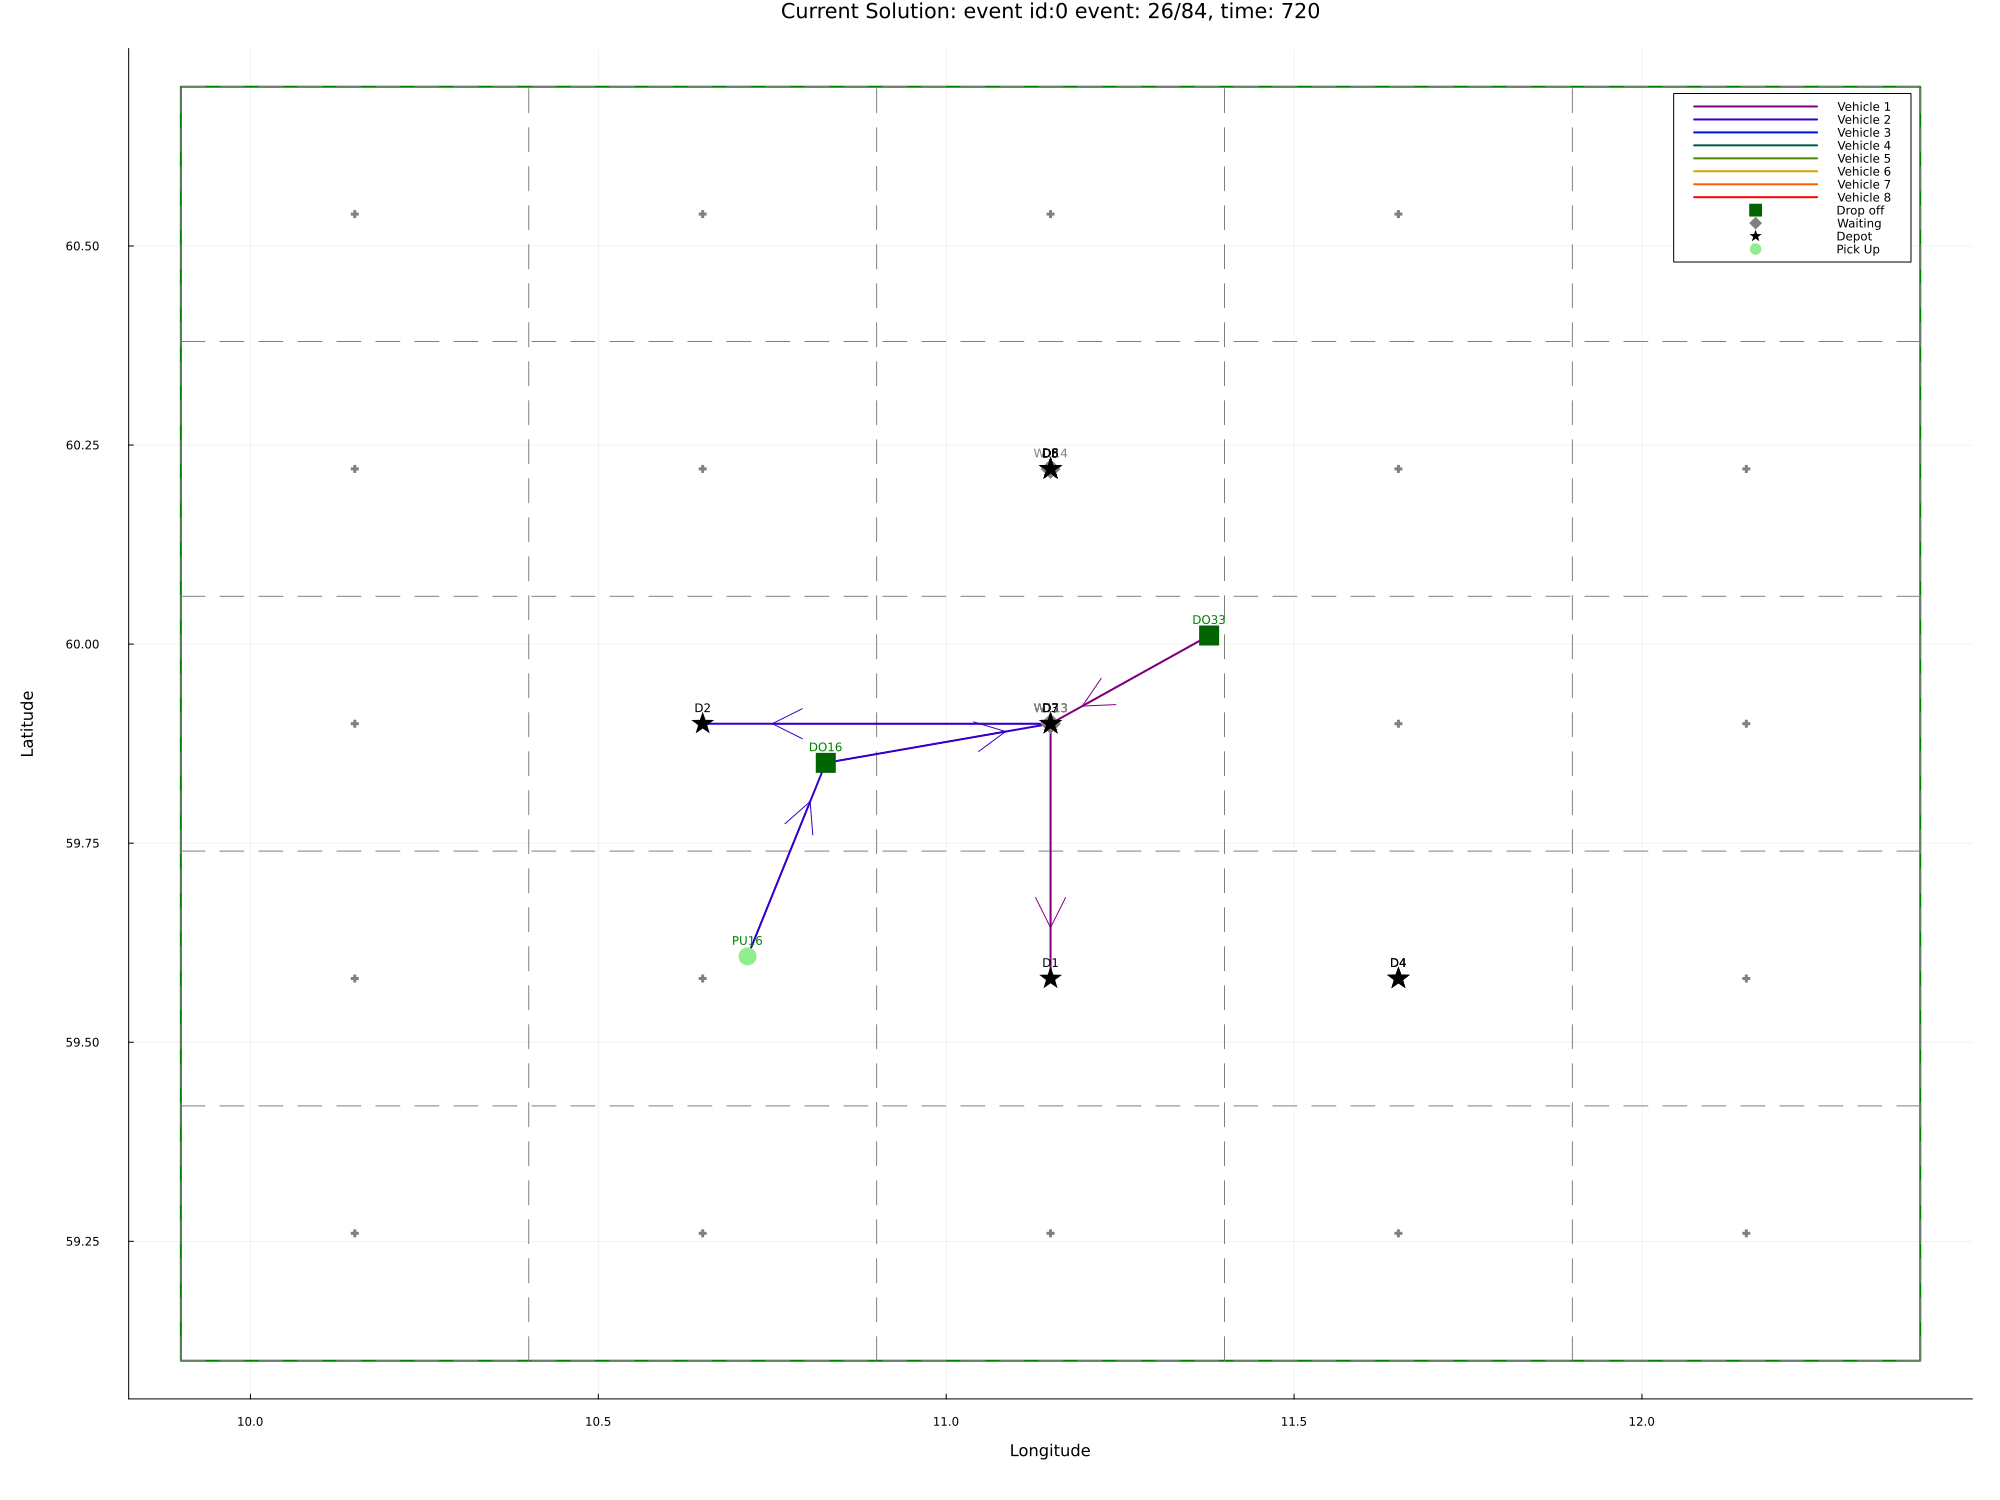 Current Solution: event id:0 event: 26/84, time: 720
Vehicle 1
Vehicle 2
Vehicle 3
Vehicle 4
Vehicle 5
Vehicle 6
Vehicle 7
Vehicle 8
Drop off
Waiting
Depot
Pick Up
60.50
60.25
60.00
59.75
59.50
59.25
Latitude
DO33
D2
DO16
PU16
D1
D4
10.0
10.5
11.0
11.5
12.0
Longitude